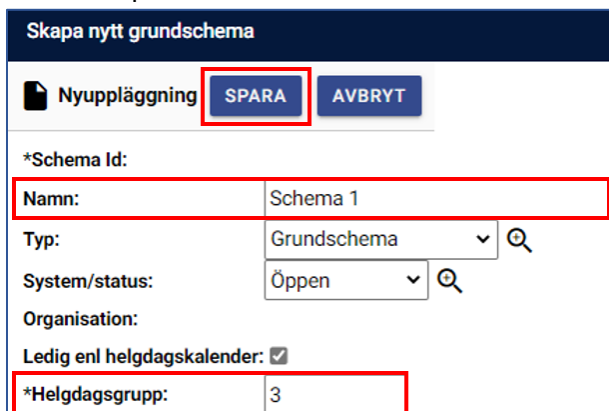 Skapa nytt grundschema
Nyuppläggning SPARA AVBRYT
*Schema Id:
Namn: Schema 1
Typ: Grundschema
System/status: Öppen
Organisation:
Ledig enl helgdagskalender:
*Helgdagsgrupp: 3